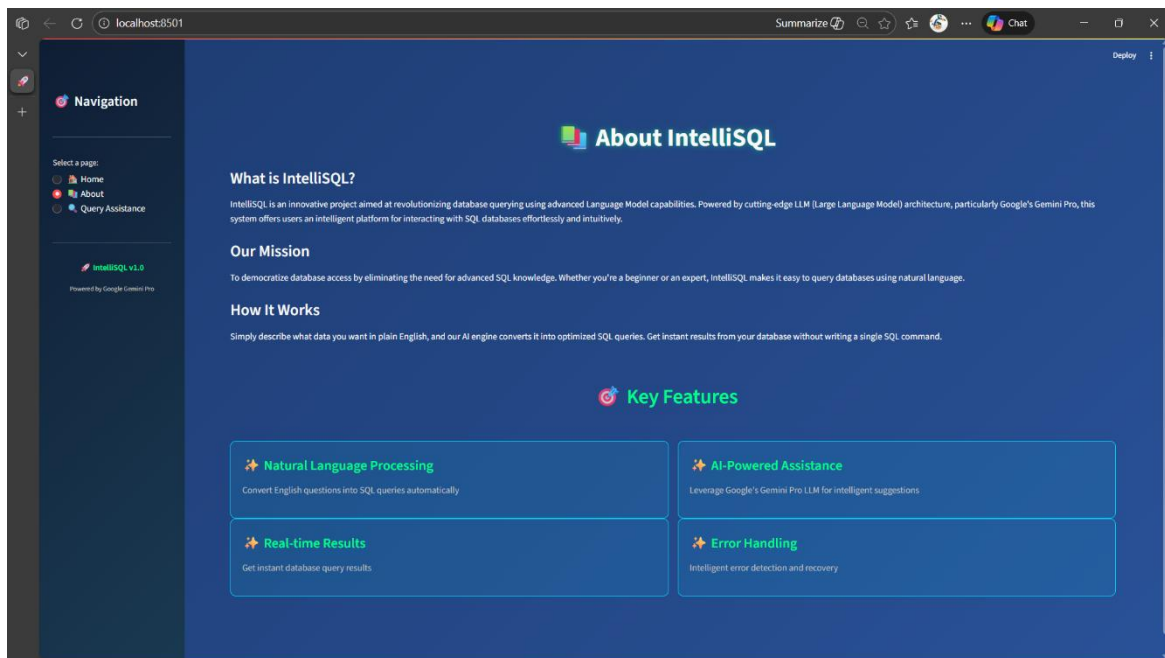 localhost:8501
Summarize
Chat
Deploy
Navigation
Select a page:
Home
About
Query Assistance
IntelliSQL v1.0
Powered by Google Gemini Pro
About IntelliSQL
What is IntelliSQL?
IntelliSQL is an innovative project aimed at revolutionizing database querying using advanced Language Model capabilities. Powered by cutting-edge LLM (Large Language Model) architecture, particularly Google's Gemini Pro, this
system offers users an intelligent platform for interacting with SQL databases effortlessly and intuitively.
Our Mission
To democratize database access by eliminating the need for advanced SQL knowledge. Whether you're a beginner or an expert, IntelliSQL makes it easy to query databases using natural language.
How It Works
Simply describe what data you want in plain English, and our AI engine converts it into optimized SQL queries. Get instant results from your database without writing a single SQL command.
Key Features
Natural Language Processing
Convert English questions into SQL queries automatically
AI-Powered Assistance
Leverage Google's Gemini Pro LLM for intelligent suggestions
Real-time Results
Get instant database query results
Error Handling
Intelligent error detection and recovery